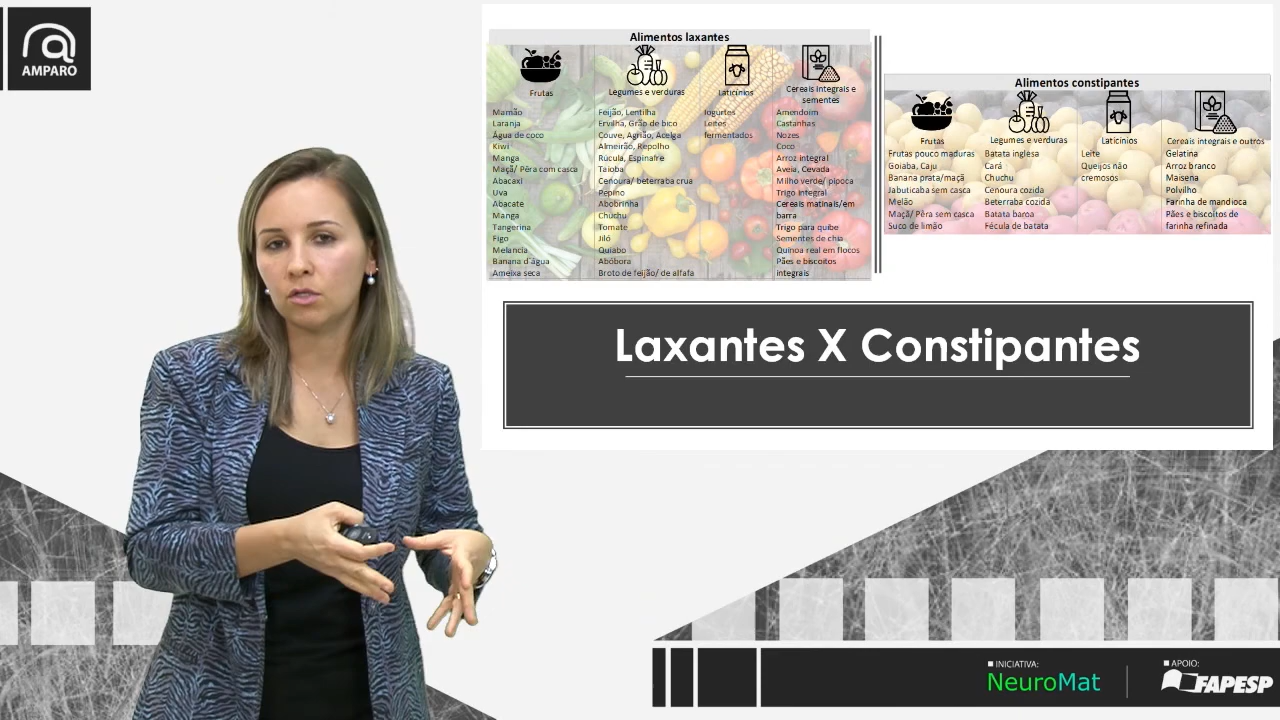 AMPARO
Alimentos laxantes
Frutas
Mamão
Laranja
Água de coco
Kiwi
Manga
Maçã/ Pêra com casca
Abacaxi
Uva
Abacate
Manga
Tangerina
Figo
Melancia
Banana d'água
Ameixa seca
Legumes e verduras
Feijão, Lentilha
Ervilha, Grão de bico
Couve, Agrião, Acelga
Almeirão, Repolho
Rúcula, Espinafre
Taioba
Cenoura/ beterraba crua
Pepino
Abobrinha
Chuchu
Tomate
Jiló
Quiabo
Abóbora
Broto de feijão/ de alfafa
Laticínios
Iogurtes
Leites
fermentados
Cereais integrais e
sementes
Amendoim
Castanhas
Nozes
Coco
Arroz integral
Aveia, Cevada
Milho verde/ pipoca
Trigo integral
Cereais matinais/em
barra
Trigo para quibe
Sementes de chia
Quinoa real em flocos
Pães e biscoitos
integrais
Alimentos constipantes
Frutas
Frutas pouco maduras
Goiaba, Caju
Banana prata/maçã
Jabuticaba sem casca
Melão
Maçã/ Pêra sem casca
Suco de limão
Legumes e verduras
Batata inglesa
Cará
Chuchu
Cenoura cozida
Beterraba cozida
Batata baroa
Fécula de batata
Laticínios
Leite
Queijos não
cremosos
Cereais integrais e outros
Gelatina
Arroz branco
Maisena
Polvilho
Farinha de mandioca
Pães e biscoitos de
farinha refinada
Laxantes X Constipantes
INICIATIVA:
NeuroMat
APOIO:
FAPESP